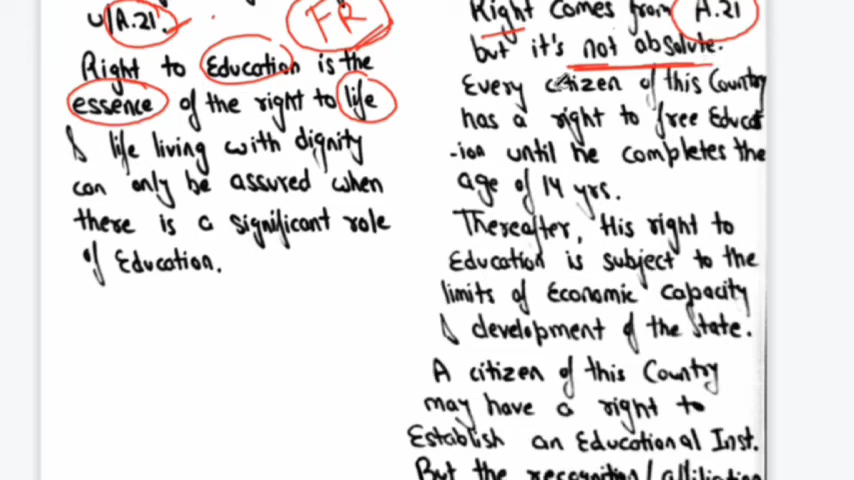 u/A.21.
FR
Right to Education is the
essence of the right to life
& life living with dignity
can only be assured when
there is a significant role
of Education.
Right comes from A.21
but it's not absolute.
Every citizen of this Country
has a right to free Educat
-ion until he completes the
age of 14 yrs.
Thereafter, His right to
Education is subject to the
limits of Economic capacity
& development of the State.
A citizen of this Country
may have a right to
Establish an Educational Inst.
But the recognition/affiliation